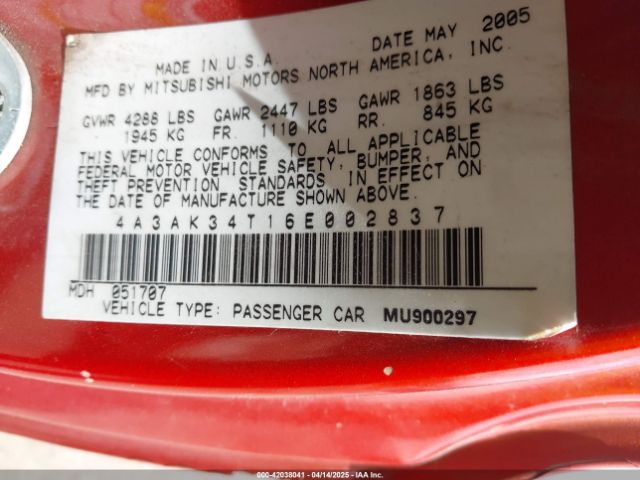 MADE IN U.S.A. DATE MAY 2005
MFD BY MITSUBISHI MOTORS NORTH AMERICA, INC.
GVWR 4288 LBS GAWR 2447 LBS GAWR 1863 LBS
1945 KG FR. 1110 KG RR. 845 KG
THIS VEHICLE CONFORMS TO ALL APPLICABLE
FEDERAL MOTOR VEHICLE SAFETY, BUMPER, AND
THEFT PREVENTION STANDARDS IN EFFECT ON
THE DATE OF MANUFACTURE SHOWN ABOVE.
4A3AK34T16E002837
MDH 051707
VEHICLE TYPE: PASSENGER CAR MU900297
000-42038041 - 04/14/2025 - IAA Inc.